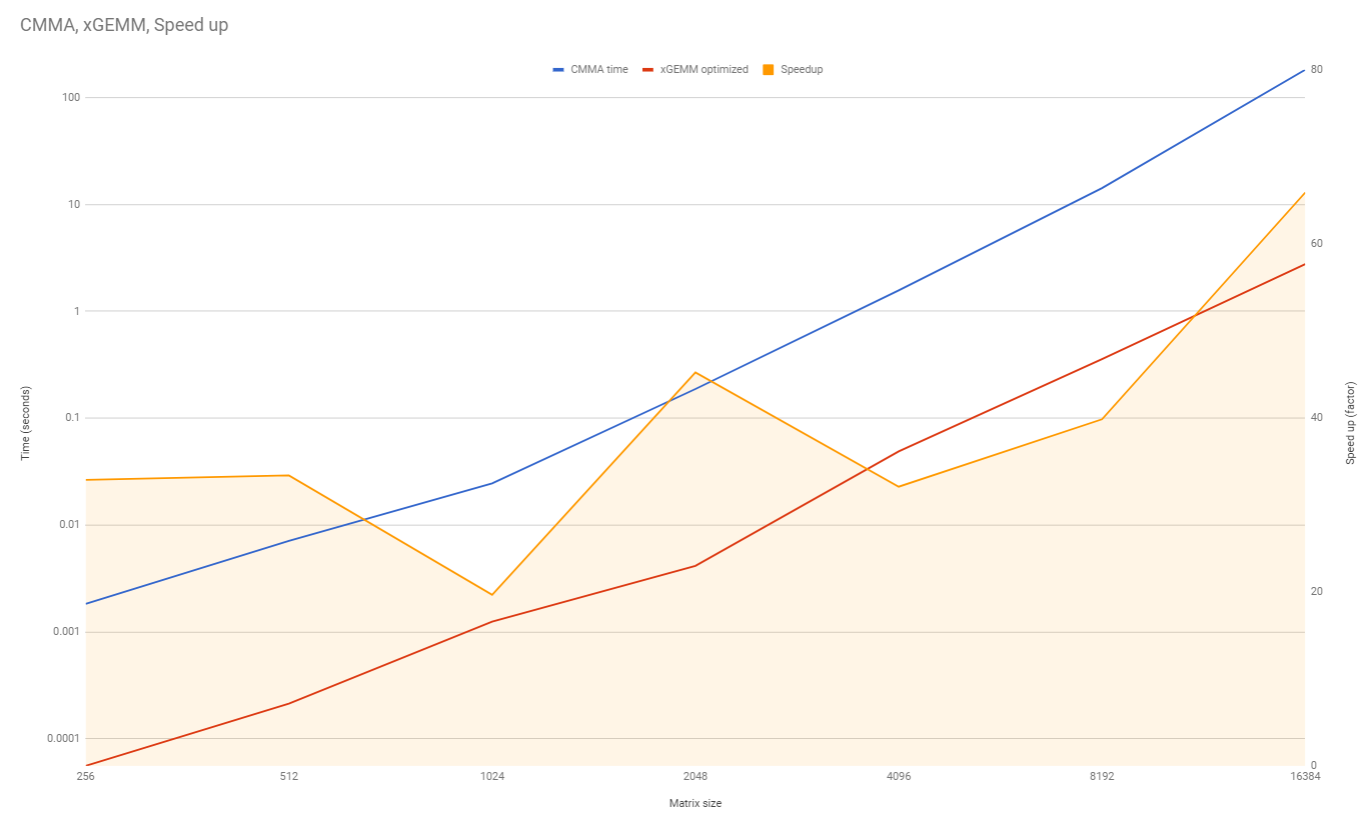 CMMA, xGEMM, Speed up
CMMA time xGEMM optimized Speedup
100
10
1
0.1
0.01
0.001
0.0001
Time (seconds)
80
60
40
20
0
Speed up (factor)
256 512 1024 2048 4096 8192 16384
Matrix size